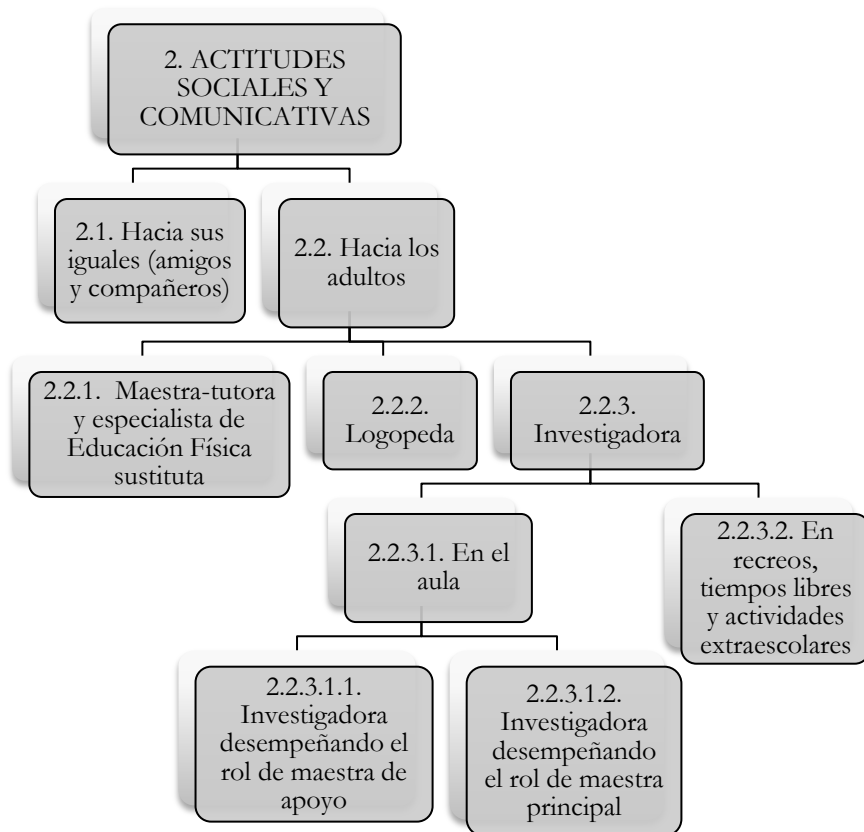 2. ACTITUDES
SOCIALES Y
COMUNICATIVAS
2.1. Hacia sus
iguales (amigos
y compañeros)
2.2. Hacia los
adultos
2.2.1. Maestra-tutora
y especialista de
Educación Física
sustituta
2.2.2.
Logopeda
2.2.3.
Investigadora
2.2.3.1. En el
aula
2.2.3.2. En
recreos,
tiempos libres
y actividades
extraescolares
2.2.3.1.1.
Investigadora
desempeñando el
rol de maestra de
apoyo
2.2.3.1.2.
Investigadora
desempeñando
el rol de maestra
principal